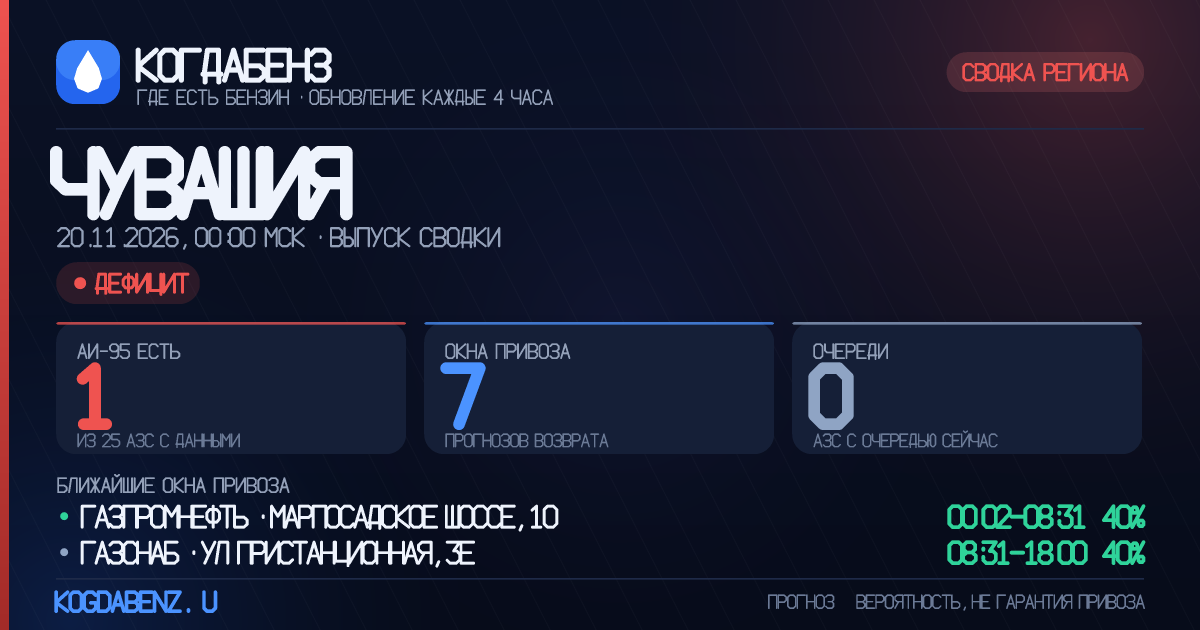 КОГДАБЕНЗ
ГДЕ ЕСТЬ БЕНЗИН · ОБНОВЛЕНИЕ КАЖДЫЕ 4 ЧАСА
СВОДКА РЕГИОНА
ЧУВАШИЯ
20.11.2026, 00:00 МСК · ВЫПУСК СВОДКИ
ДЕФИЦИТ
АИ-95 ЕСТЬ
1
ИЗ 25 АЗС С ДАННЫМИ
ОКНА ПРИВОЗА
7
ПРОГНОЗОВ ВОЗВРАТА
ОЧЕРЕДИ
0
АЗС С ОЧЕРЕДЬЮ СЕЙЧАС
БЛИЖАЙШИЕ ОКНА ПРИВОЗА
• ГАЗПРОМНЕФТЬ · МАРПОСАДСКОЕ ШОССЕ, 10 00:02–08:31 40%
• ГАЗСНАБ · УЛ ПРИСТАНЦИОННАЯ, 3Е 08:31–18:00 40%
KOGDABENZ. U
ПРОГНОЗ ВЕРОЯТНОСТЬ, НЕ ГАРАНТИЯ ПРИВОЗА